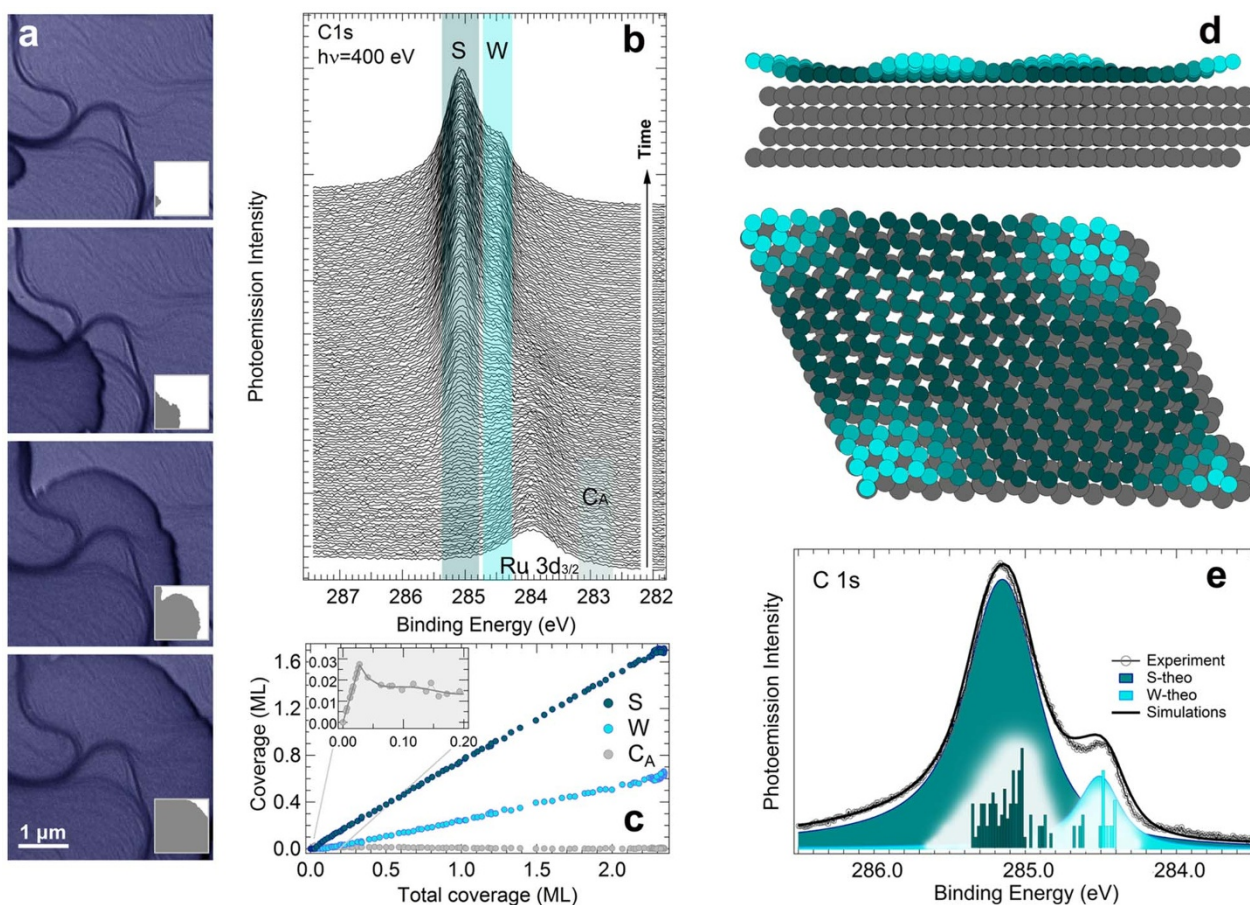 a
1 µm
b
C1s
hν=400 eV
S
W
Time
Photoemission Intensity
CA
Ru 3d3/2
287
286
285
284
283
282
Binding Energy (eV)
c
Coverage (ML)
1.6
1.2
0.8
0.4
0.0
0.03
0.02
0.01
0.00
0.00
0.10
0.20
S
W
CA
0.0
0.5
1.0
1.5
2.0
Total coverage (ML)
d
e
C 1s
Photoemission Intensity
Experiment
S-theo
W-theo
Simulations
286.0
285.0
284.0
Binding Energy (eV)